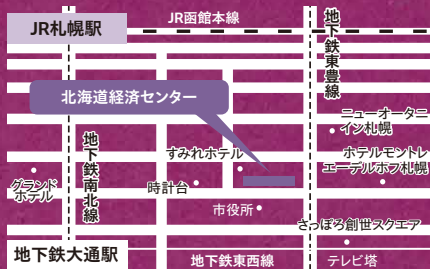 JR札幌駅
JR函館本線
地下鉄東豊線
北海道経済センター
ニューオータニ
イン札幌
地下鉄南北線
すみれホテル
ホテルモントレ
エーデルホフ札幌
グランド
ホテル
時計台
市役所
さっぽろ創世スクエア
地下鉄大通駅
地下鉄東西線
テレビ塔